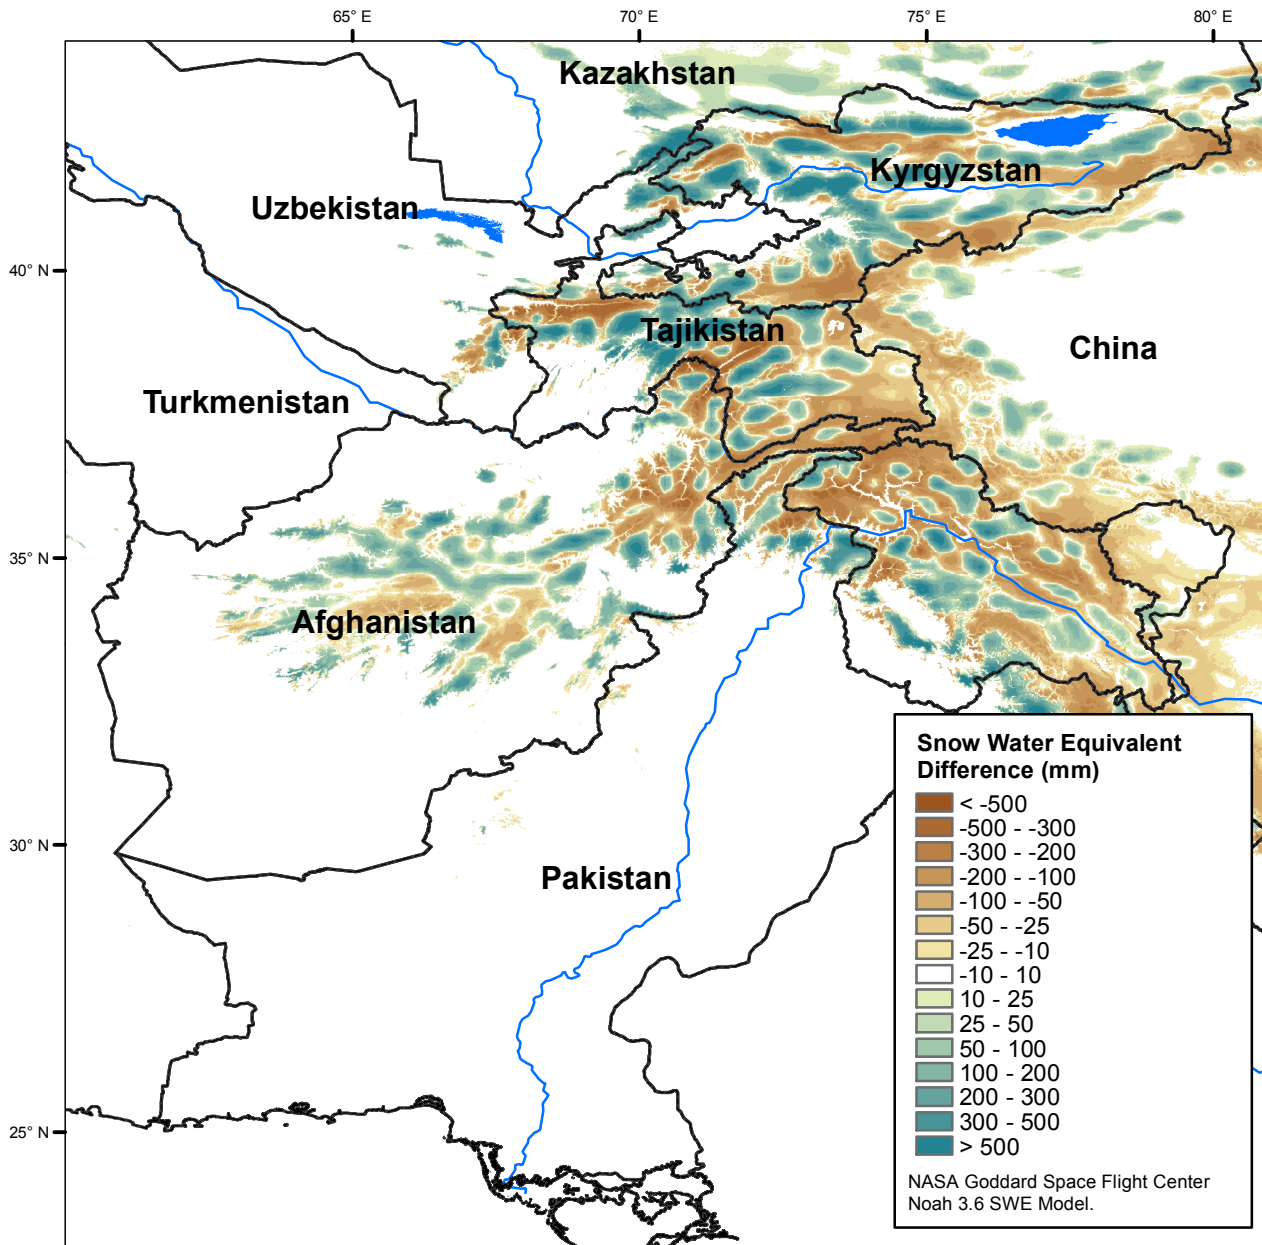 65° E
70° E
75° E
80° E
Kazakhstan
Kyrgyzstan
Uzbekistan
40° N
Tajikistan
China
Turkmenistan
35° N
Afghanistan
30° N
Pakistan
25° N
Snow Water Equivalent
Difference (mm)
< -500
-500 - -300
-300 - -200
-200 - -100
-100 - -50
-50 - -25
-25 - -10
-10 - 10
10 - 25
25 - 50
50 - 100
100 - 200
200 - 300
300 - 500
> 500
NASA Goddard Space Flight Center
Noah 3.6 SWE Model.